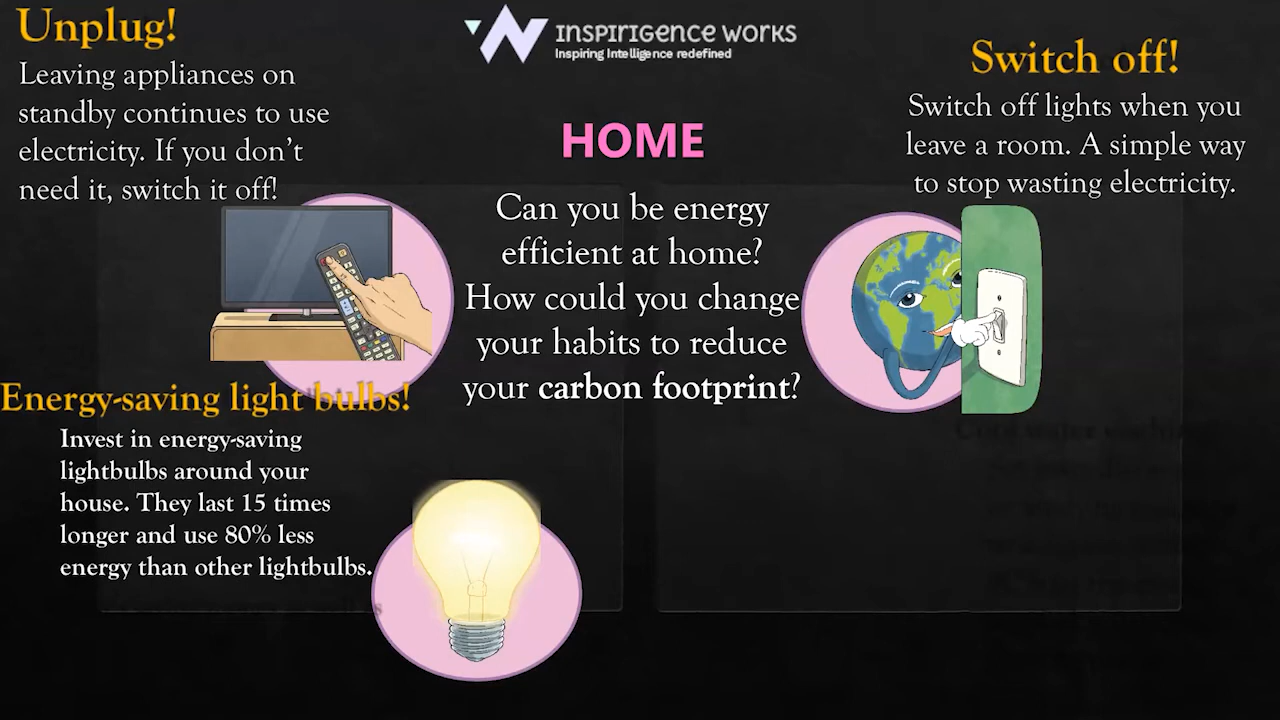 Unplug!
Leaving appliances on
standby continues to use
electricity. If you don't
need it, switch it off!
INSPIRIGENCE WORKS
Inspiring Intelligence redefined
HOME
Can you be energy
efficient at home?
How could you change
your habits to reduce
your carbon footprint?
Switch off!
Switch off lights when you
leave a room. A simple way
to stop wasting electricity.
Energy-saving light bulbs!
Invest in energy-saving
lightbulbs around your
house. They last 15 times
longer and use 80% less
energy than other lightbulbs.